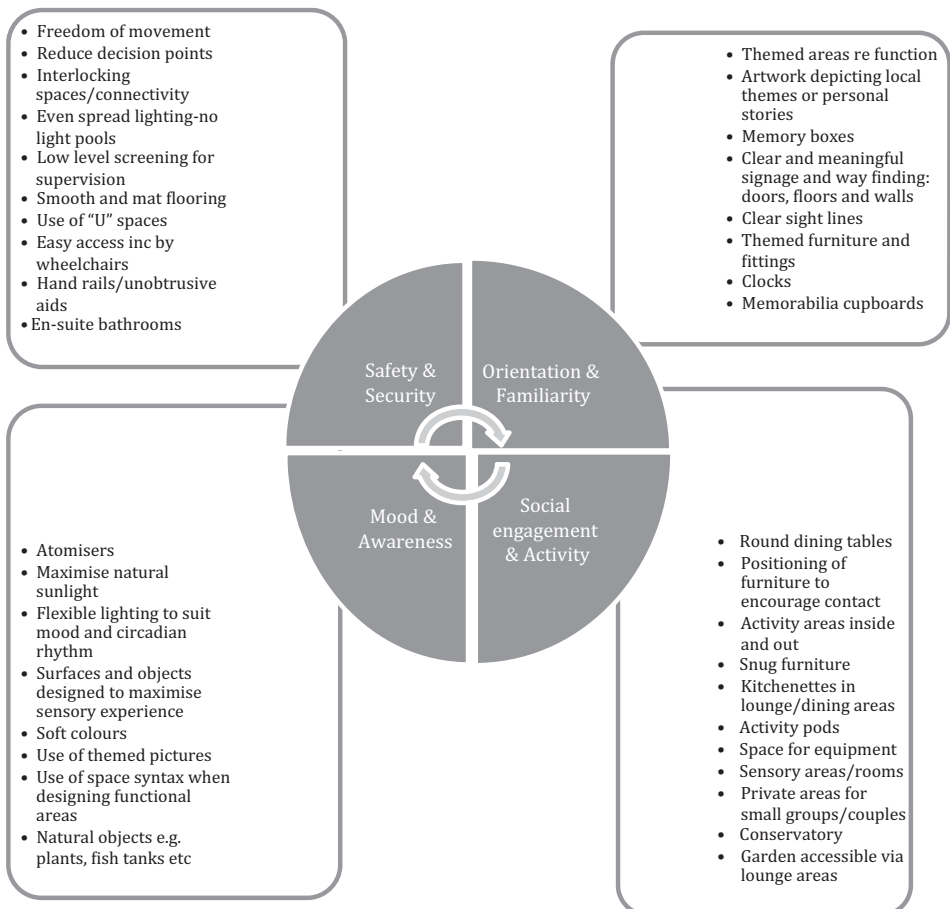 • Freedom of movement
• Reduce decision points
• Interlocking
spaces/connectivity
• Even spread lighting-no
light pools
• Low level screening for
supervision
• Smooth and mat flooring
• Use of “U” spaces
• Easy access inc by
wheelchairs
• Hand rails/unobtrusive
aids
• En-suite bathrooms
• Themed areas re function
• Artwork depicting local
themes or personal
stories
• Memory boxes
• Clear and meaningful
signage and way finding:
doors, floors and walls
• Clear sight lines
• Themed furniture and
fittings
• Clocks
• Memorabilia cupboards
Safety &
Security
Orientation &
Familiarity
Mood &
Awareness
Social
engagement
& Activity
• Atomisers
• Maximise natural
sunlight
• Flexible lighting to suit
mood and circadian
rhythm
• Surfaces and objects
designed to maximise
sensory experience
• Soft colours
• Use of themed pictures
• Use of space syntax when
designing functional
areas
• Natural objects e.g.
plants, fish tanks etc
• Round dining tables
• Positioning of
furniture to
encourage contact
• Activity areas inside
and out
• Snug furniture
• Kitchenettes in
lounge/dining areas
• Activity pods
• Space for equipment
• Sensory areas/rooms
• Private areas for
small groups/couples
• Conservatory
• Garden accessible via
lounge areas